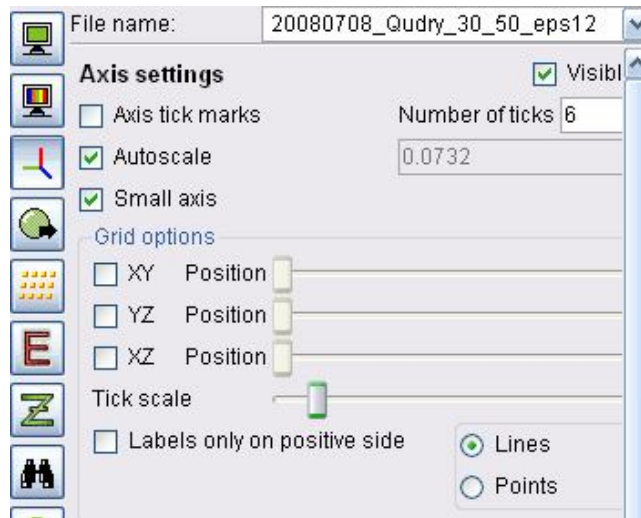 File name: 20080708_Qudry_30_50_eps12
Axis settings Visibl
Axis tick marks Number of ticks 6
Autoscale 0.0732
Small axis
Grid options
XY Position
YZ Position
XZ Position
Tick scale
Labels only on positive side
Lines
Points
E
Z